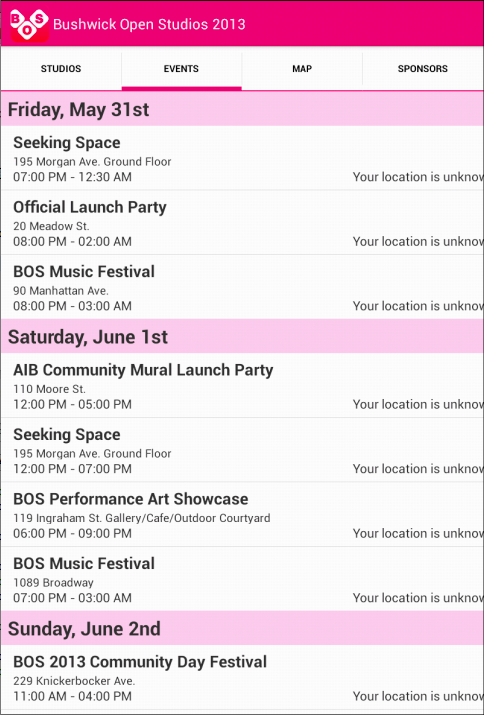 BOS Bushwick Open Studios 2013
STUDIOS EVENTS MAP SPONSORS
Friday, May 31st
Seeking Space
195 Morgan Ave. Ground Floor
07:00 PM - 12:30 AM Your location is unknow
Official Launch Party
20 Meadow St.
08:00 PM - 02:00 AM Your location is unknow
BOS Music Festival
90 Manhattan Ave.
08:00 PM - 03:00 AM Your location is unknow
Saturday, June 1st
AIB Community Mural Launch Party
110 Moore St.
12:00 PM - 05:00 PM Your location is unknow
Seeking Space
195 Morgan Ave. Ground Floor
12:00 PM - 07:00 PM Your location is unknow
BOS Performance Art Showcase
119 Ingraham St. Gallery/Cafe/Outdoor Courtyard
06:00 PM - 09:00 PM Your location is unknow
BOS Music Festival
1089 Broadway
07:00 PM - 03:00 AM Your location is unknow
Sunday, June 2nd
BOS 2013 Community Day Festival
229 Knickerbocker Ave.
11:00 AM - 04:00 PM Your location is unknow